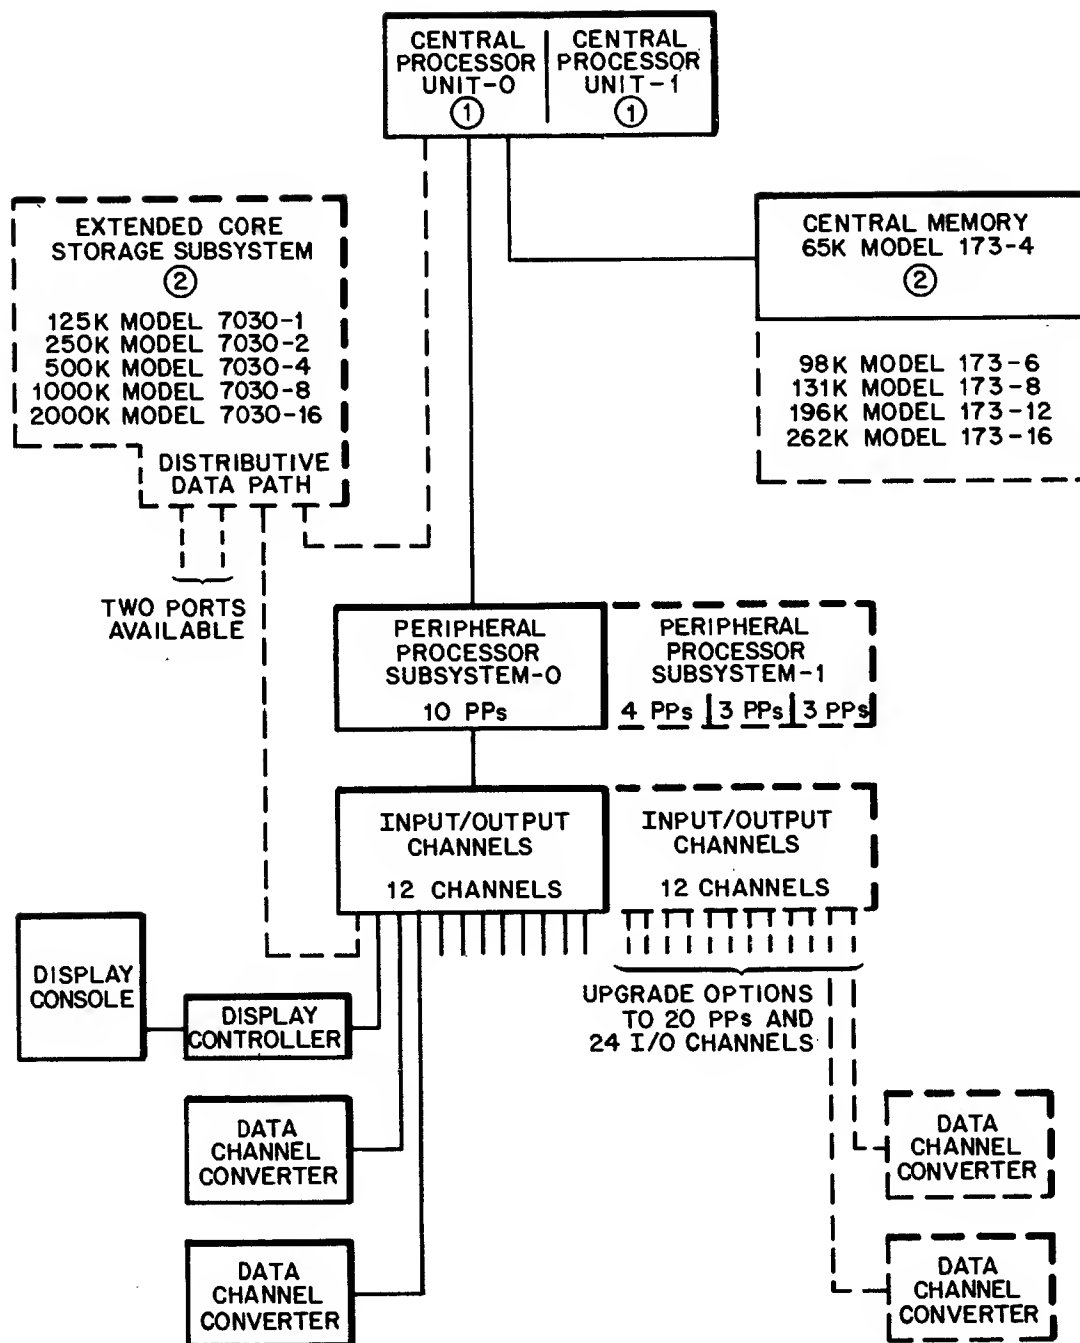 CENTRAL
PROCESSOR
UNIT-0
①
CENTRAL
PROCESSOR
UNIT-1
①
EXTENDED CORE
STORAGE SUBSYSTEM
②
125K MODEL 7030-1
250K MODEL 7030-2
500K MODEL 7030-4
1000K MODEL 7030-8
2000K MODEL 7030-16
DISTRIBUTIVE
DATA PATH
TWO PORTS
AVAILABLE
CENTRAL MEMORY
65K MODEL 173-4
②
98K MODEL 173-6
131K MODEL 173-8
196K MODEL 173-12
262K MODEL 173-16
PERIPHERAL
PROCESSOR
SUBSYSTEM-0
10 PPs
PERIPHERAL
PROCESSOR
SUBSYSTEM-1
4 PPs 3 PPs 3 PPs
INPUT/OUTPUT
CHANNELS
12 CHANNELS
INPUT/OUTPUT
CHANNELS
12 CHANNELS
UPGRADE OPTIONS
TO 20 PPs AND
24 I/O CHANNELS
DISPLAY
CONSOLE
DISPLAY
CONTROLLER
DATA
CHANNEL
CONVERTER
DATA
CHANNEL
CONVERTER
DATA
CHANNEL
CONVERTER
DATA
CHANNEL
CONVERTER